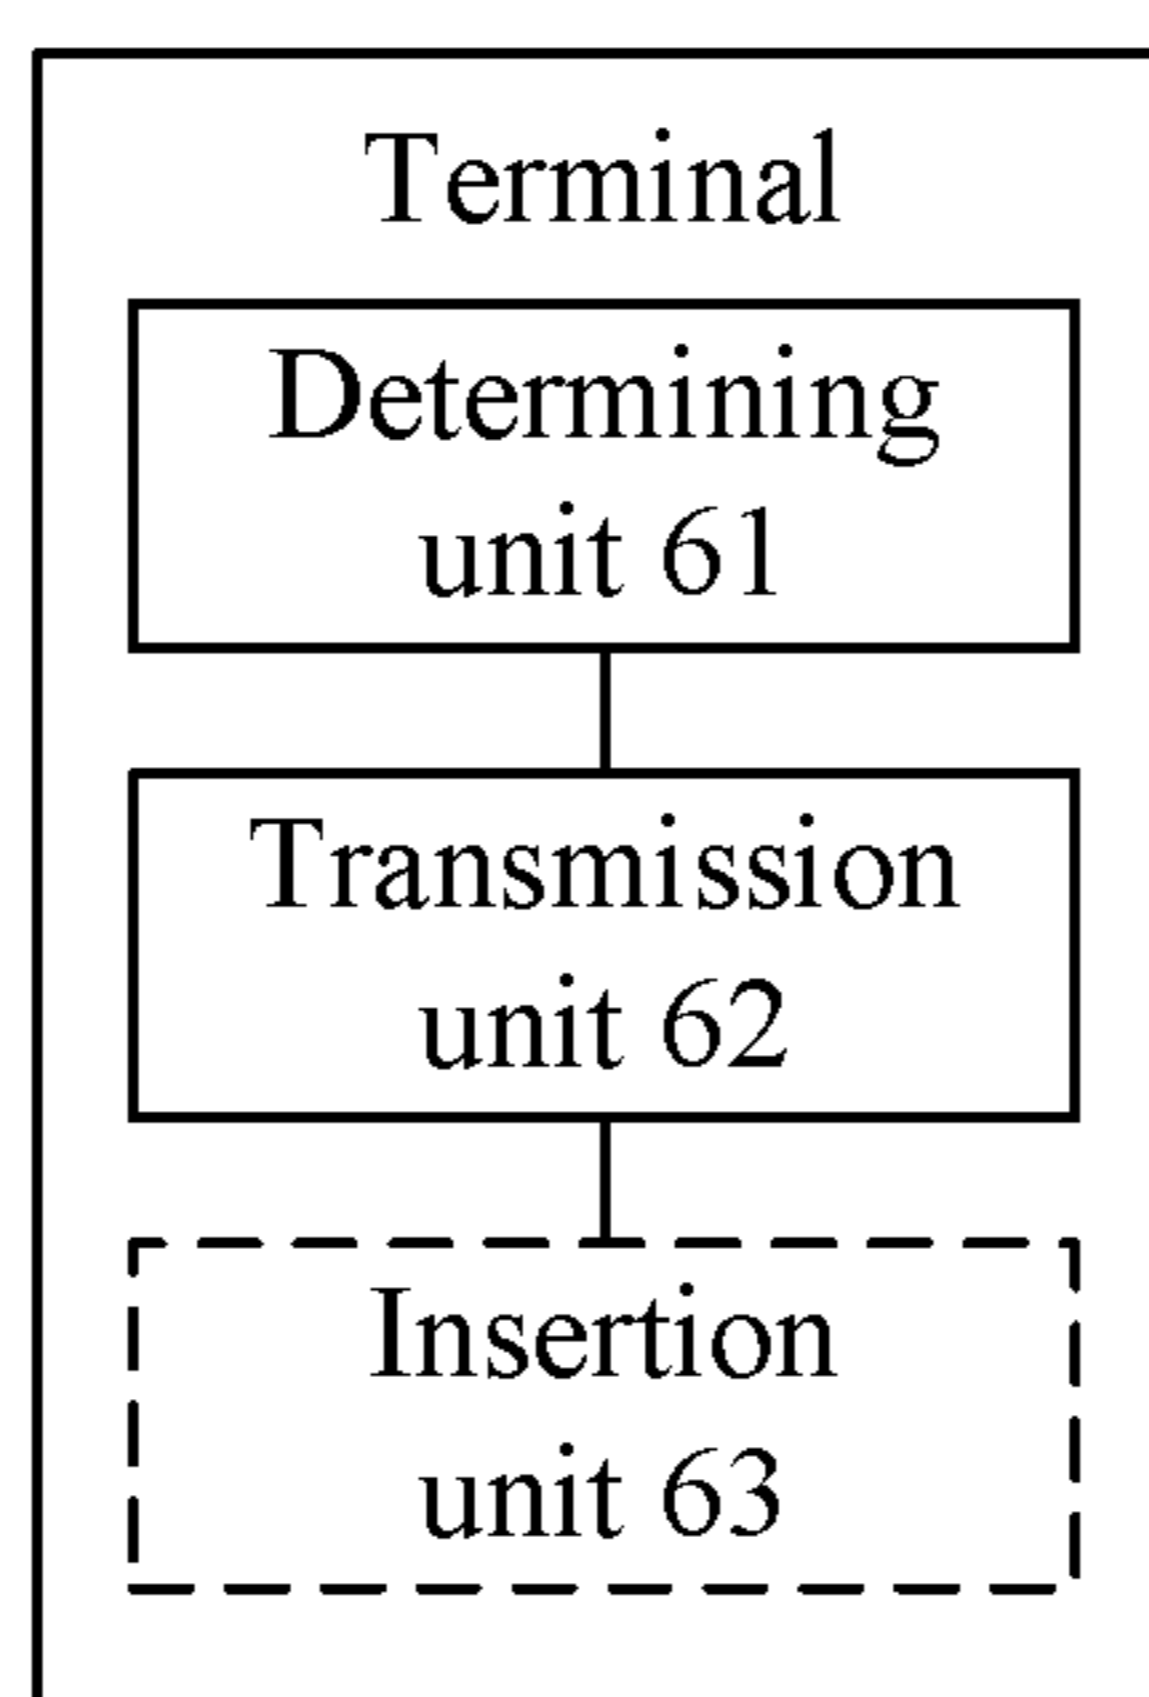 Terminal
Determining
unit 61
Transmission
unit 62
Insertion
unit 63